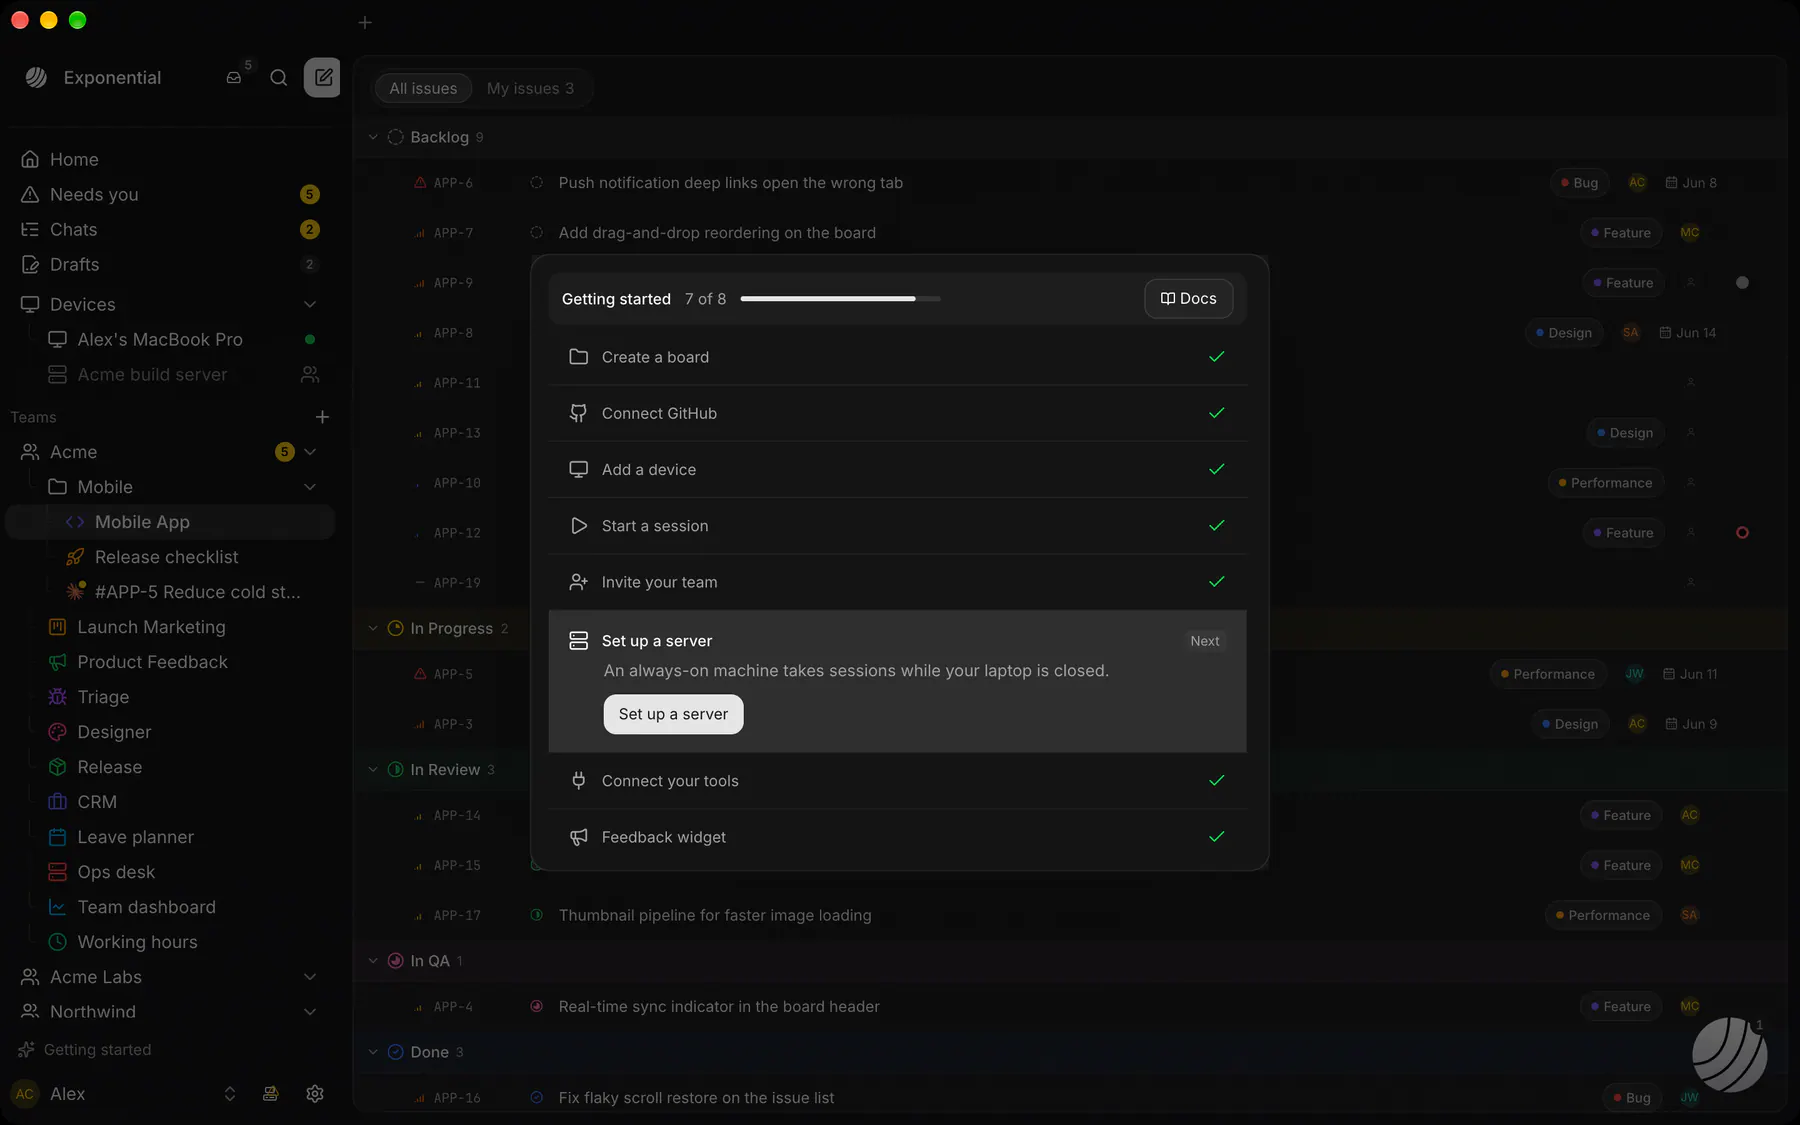 Exponential
5
Home
Needs you 5
Chats 2
Drafts 2
Devices
Alex's MacBook Pro
Acme build server
Teams
Acme 5
Mobile
Mobile App
Release checklist
#APP-5 Reduce cold st...
Launch Marketing
Product Feedback
Triage
Designer
Release
CRM
Leave planner
Ops desk
Team dashboard
Working hours
Acme Labs
Northwind
Getting started
AC Alex
All issues My issues 3
Backlog 9
APP-6 Push notification deep links open the wrong tab Bug AC Jun 8
APP-7 Add drag-and-drop reordering on the board Feature MC
APP-9 Feature
APP-8 Design SA Jun 14
APP-11
APP-13 Design
APP-10 Performance
APP-12 Feature
APP-19
In Progress 2
APP-5 Performance JW Jun 11
APP-3 Design AC Jun 9
In Review 3
APP-14 Feature AC
APP-15 Feature MC
APP-17 Thumbnail pipeline for faster image loading Performance SA
In QA 1
APP-4 Real-time sync indicator in the board header Feature MC
Done 3
APP-16 Fix flaky scroll restore on the issue list Bug JW
1
Getting started 7 of 8 Docs
Create a board
Connect GitHub
Add a device
Start a session
Invite your team
Set up a server Next
An always-on machine takes sessions while your laptop is closed.
Set up a server
Connect your tools
Feedback widget